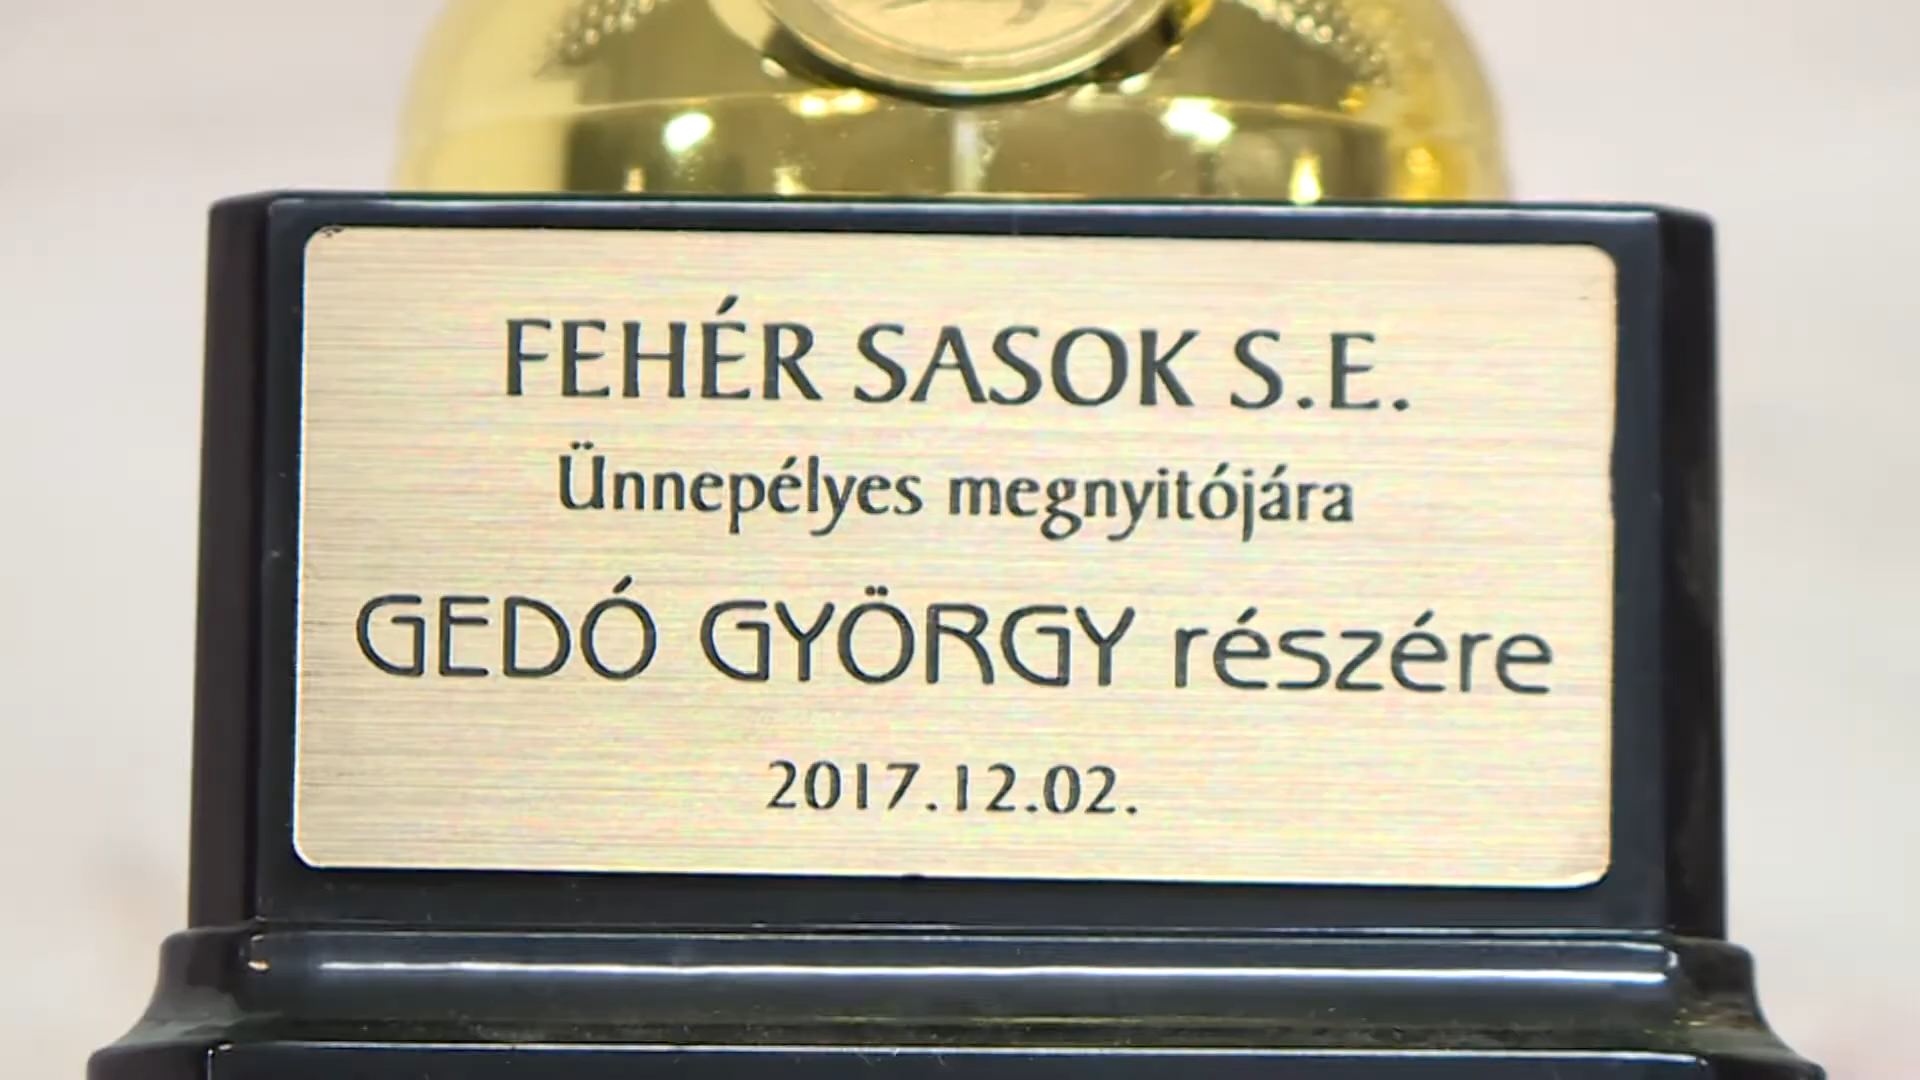 FEHÉR SASOK S.E.
Ünnepélyes megnyitójára
GEDÓ GYÖRGY részére
2017.12.02.